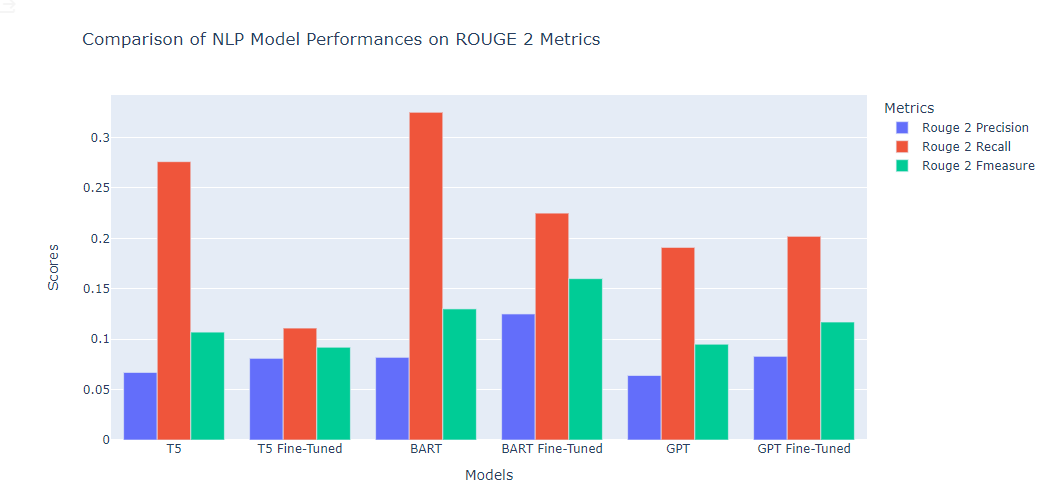 Comparison of NLP Model Performances on ROUGE 2 Metrics
Metrics
Rouge 2 Precision
Rouge 2 Recall
Rouge 2 Fmeasure
Scores
0.3
0.25
0.2
0.15
0.1
0.05
0
T5
T5 Fine-Tuned
BART
BART Fine-Tuned
GPT
GPT Fine-Tuned
Models